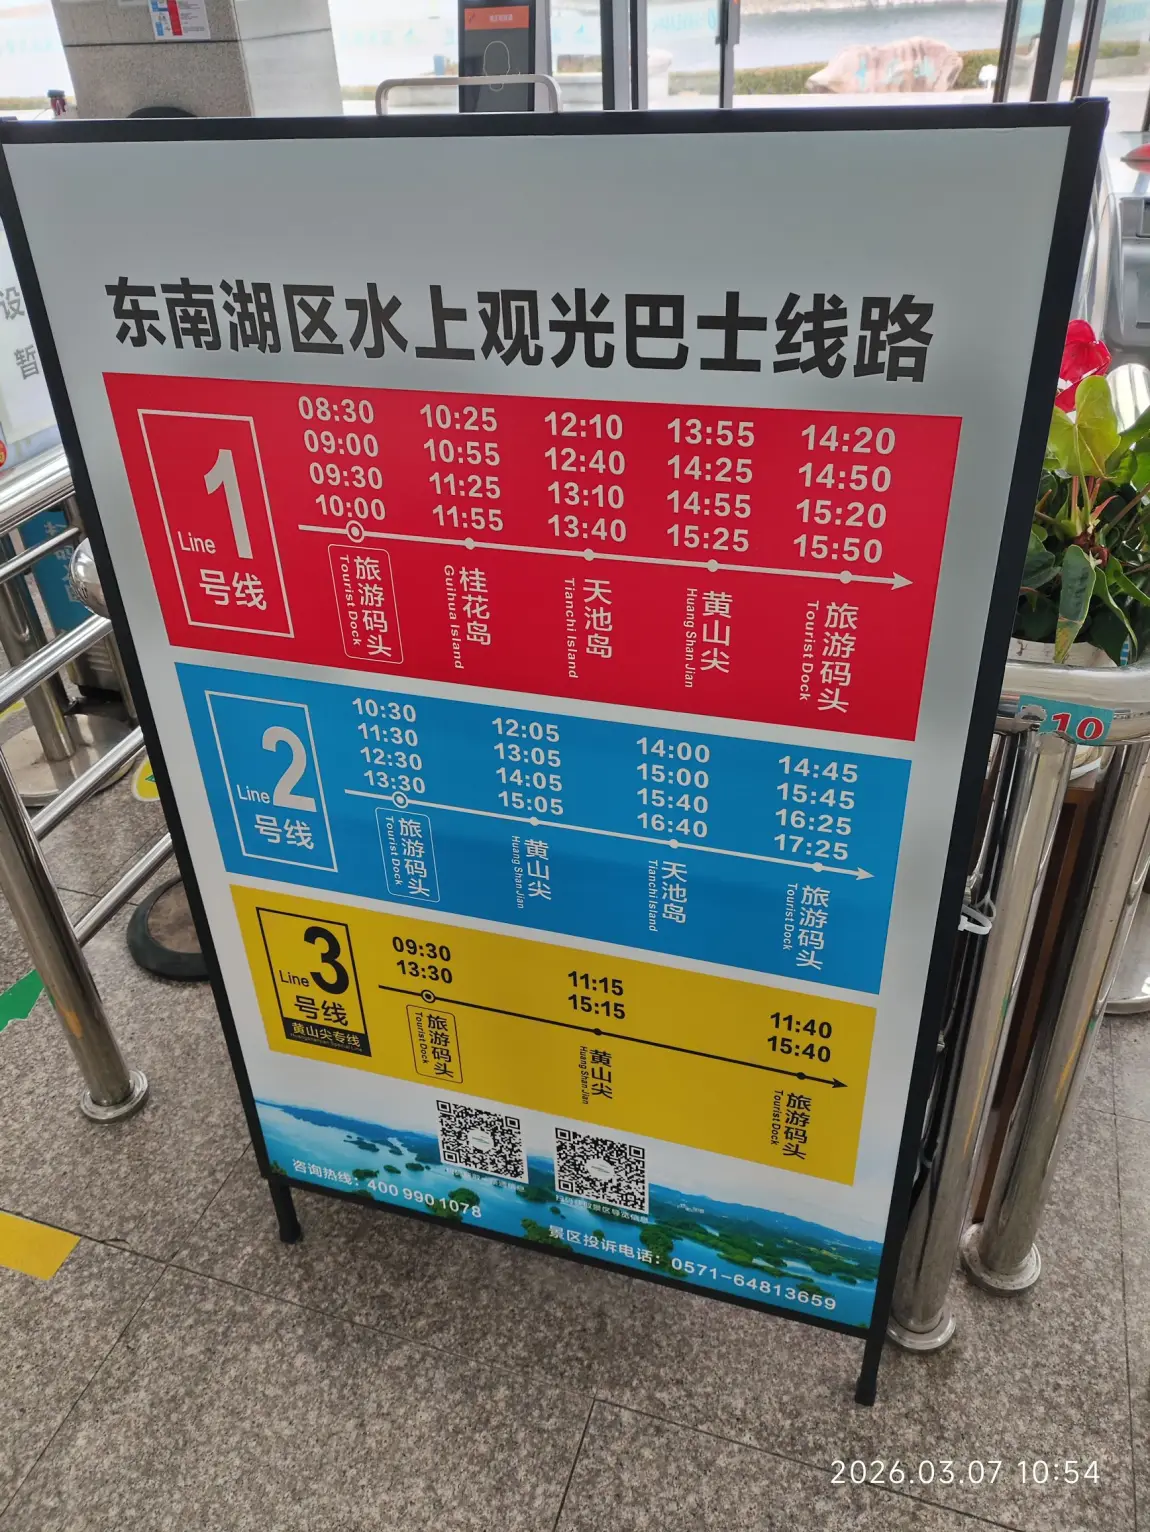 东南湖区水上观光巴士线路
Line 1
号线
08:30 10:25 12:10 13:55 14:20
09:00 10:55 12:40 14:25 14:50
09:30 11:25 13:10 14:55 15:20
10:00 11:55 13:40 15:25 15:50
旅游码头 桂花岛 天池岛 黄山尖 旅游码头
Tourist Dock Guihua Island Tianchi Island Huang Shan Jian Tourist Dock
Line 2
号线
10:30 12:05 14:00 14:45
11:30 13:05 15:00 15:45
12:30 14:05 15:40 16:25
13:30 15:05 16:40 17:25
旅游码头 黄山尖 天池岛 旅游码头
Tourist Dock Huang Shan Jian Tianchi Island Tourist Dock
Line 3
号线
黄山尖专线
09:30 11:15 11:40
13:30 15:15 15:40
旅游码头 黄山尖 旅游码头
Tourist Dock Huang Shan Jian Tourist Dock
咨询热线：400 990 1078
景区投诉电话：0571-64813659
设
暂
10
2026.03.07 10:54